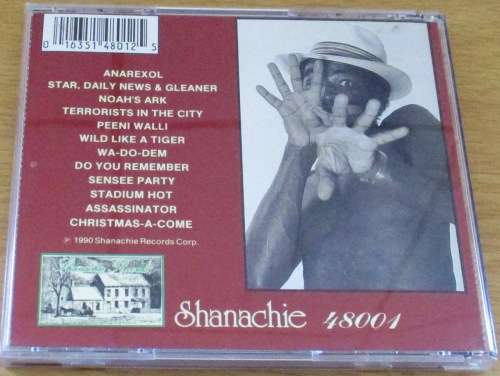 0 16351 48012 5
ANAREXOL
STAR, DAILY NEWS & GLEANER
NOAH'S ARK
TERRORISTS IN THE CITY
PEENI WALLI
WILD LIKE A TIGER
WA-DO-DEM
DO YOU REMEMBER
SENSEE PARTY
STADIUM HOT
ASSASSINATOR
CHRISTMAS-A-COME
℗ 1990 Shanachie Records Corp.
Shanachie 48001